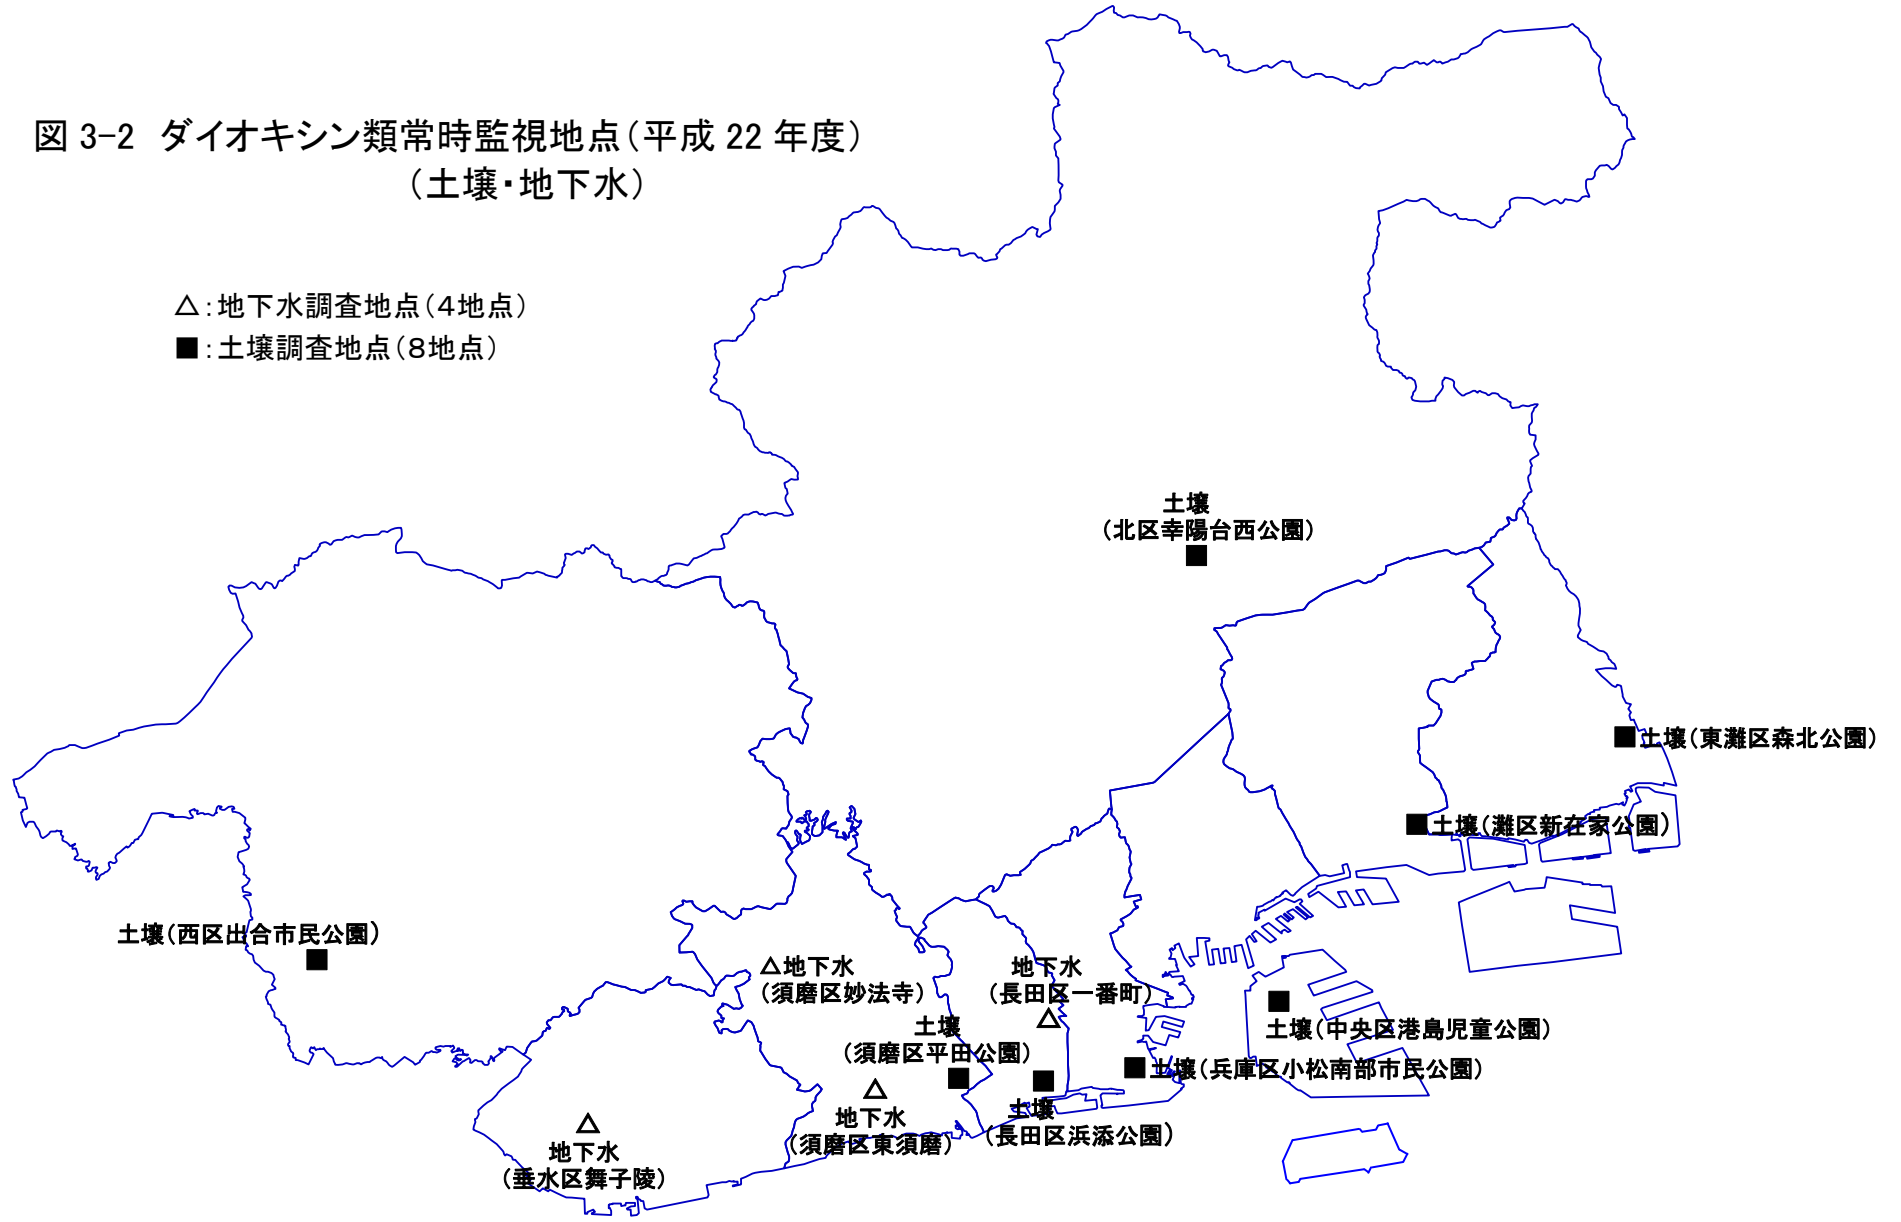 図 3-2 ダイオキシン類常時監視地点(平成 22 年度)
(土壌・地下水)
△:地下水調査地点(4地点)
■:土壌調査地点(8地点)
土壌
(北区幸陽台西公園)
土壌(東灘区森北公園)
土壌(灘区新在家公園)
土壌(西区出合市民公園)
地下水
(須磨区妙法寺)
地下水
(長田区一番町)
土壌
(須磨区平田公園)
土壌(中央区港島児童公園)
土壌(兵庫区小松南部市民公園)
地下水
(須磨区東須磨)
土壌
(長田区浜添公園)
地下水
(垂水区舞子陵)